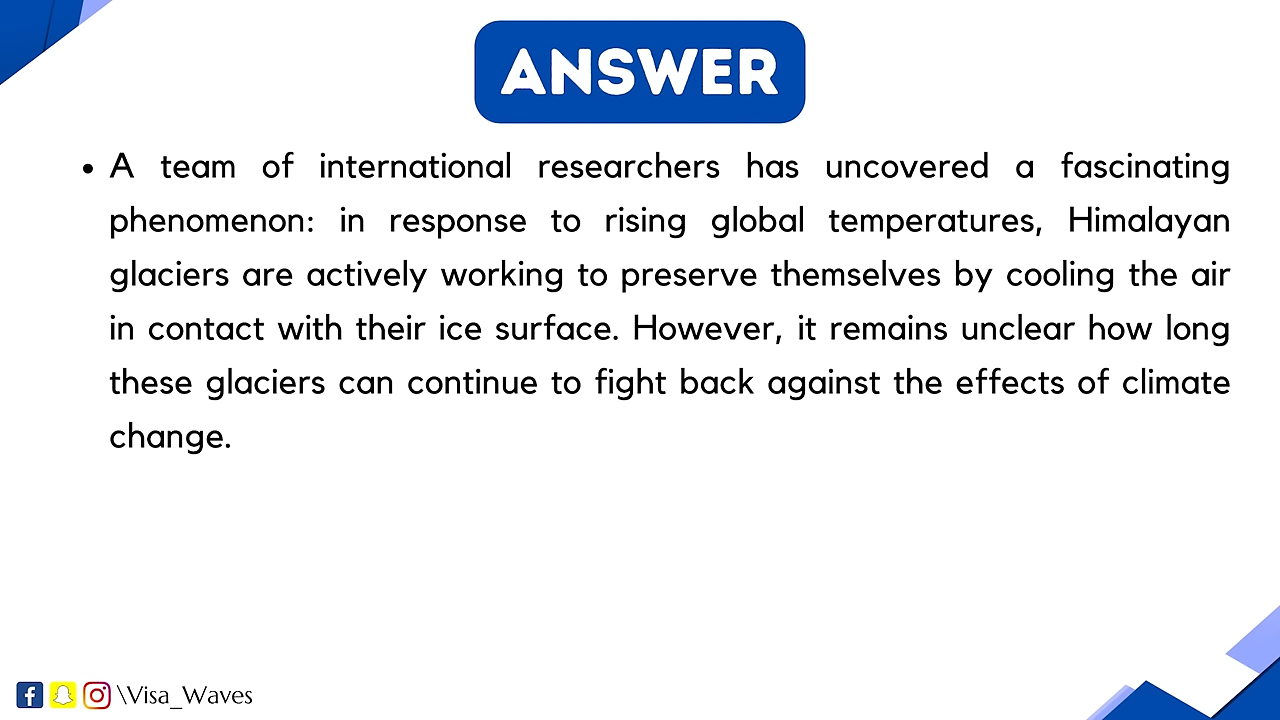 ANSWER
• A team of international researchers has uncovered a fascinating
phenomenon: in response to rising global temperatures, Himalayan
glaciers are actively working to preserve themselves by cooling the air
in contact with their ice surface. However, it remains unclear how long
these glaciers can continue to fight back against the effects of climate
change.
\Visa_Waves